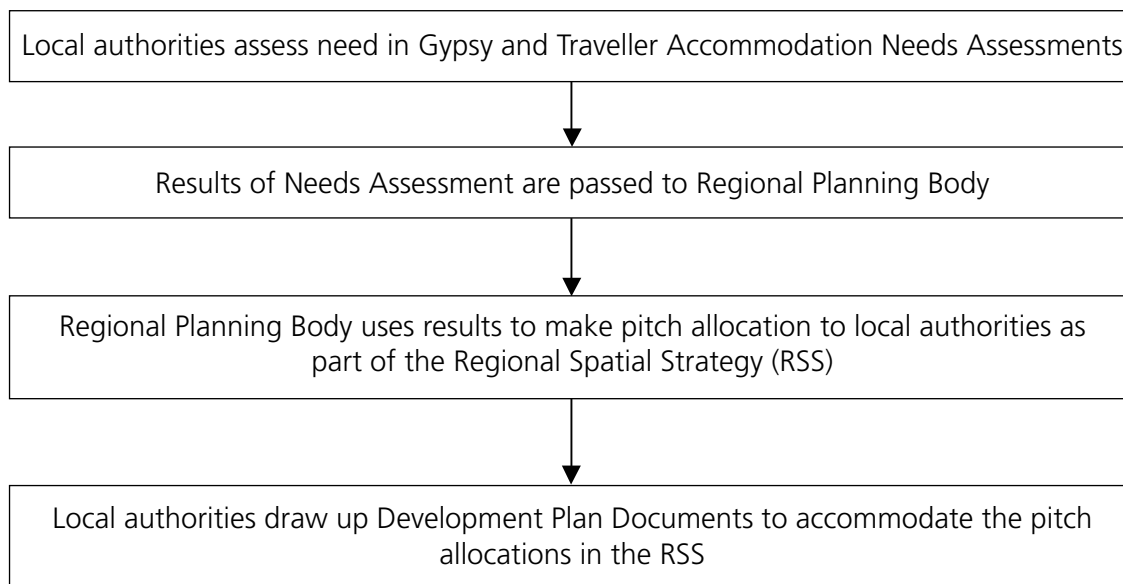 Local authorities assess need in Gypsy and Traveller Accommodation Needs Assessments
Results of Needs Assessment are passed to Regional Planning Body
Regional Planning Body uses results to make pitch allocation to local authorities as
part of the Regional Spatial Strategy (RSS)
Local authorities draw up Development Plan Documents to accommodate the pitch
allocations in the RSS